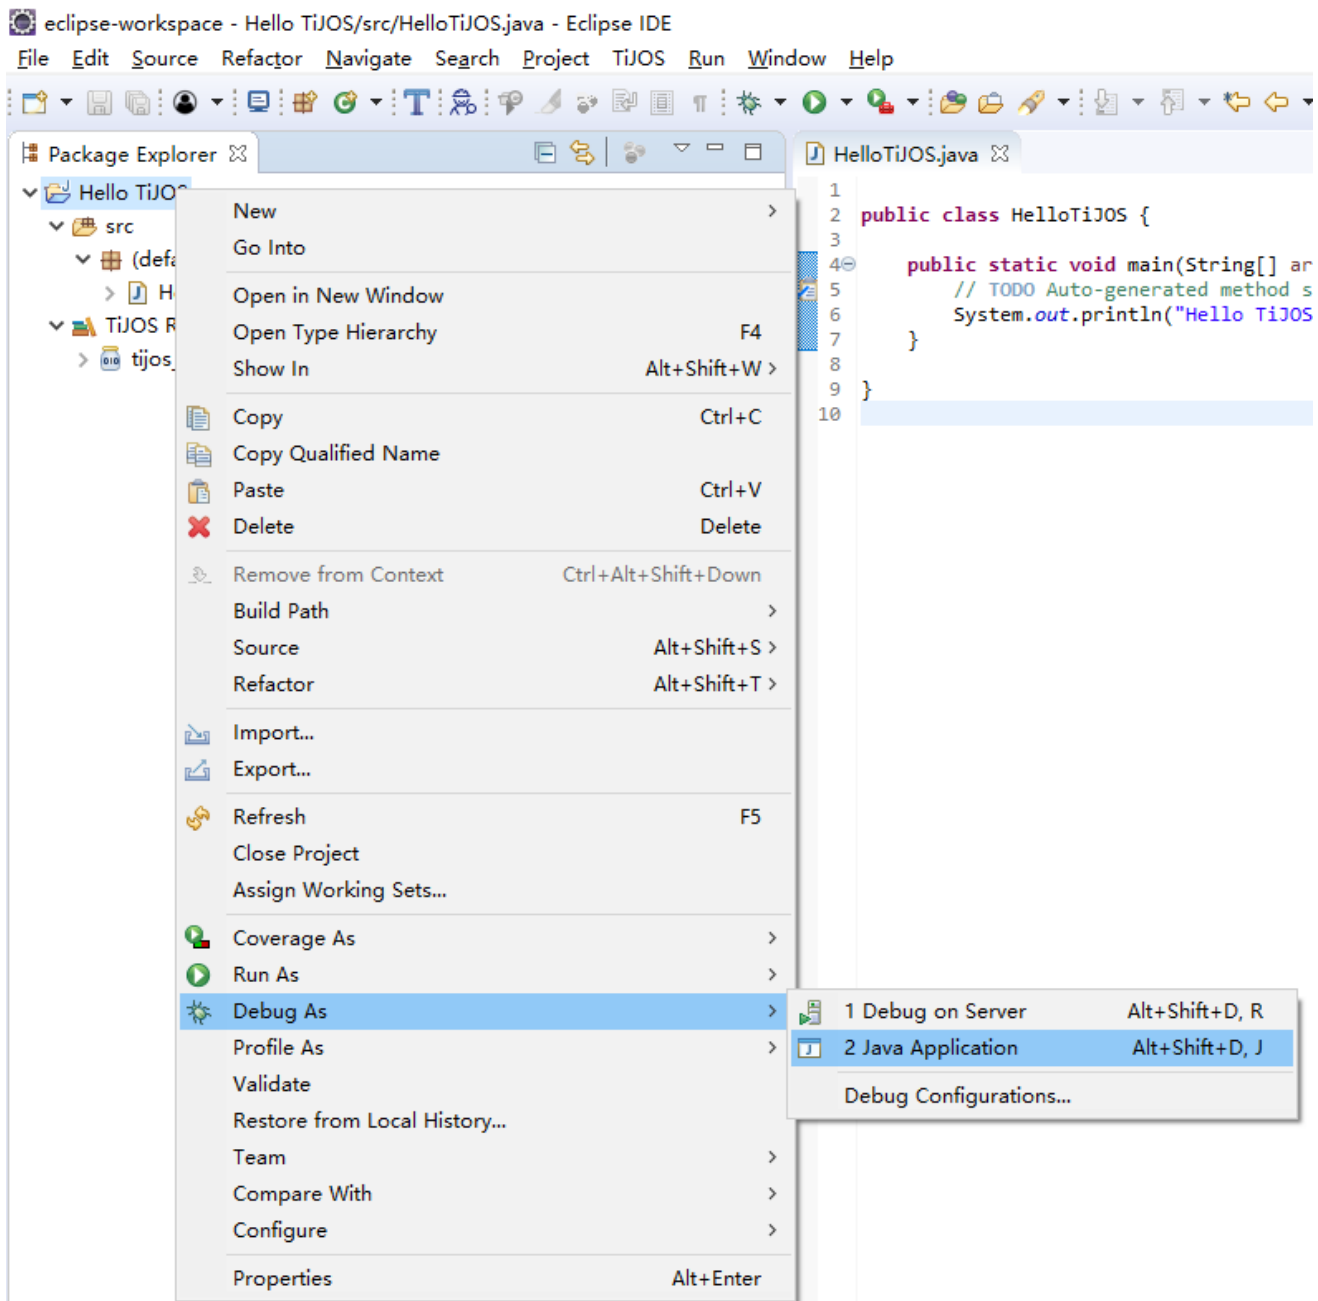 eclipse-workspace - Hello TiJOS/src/HelloTiJOS.java - Eclipse IDE
File Edit Source Refactor Navigate Search Project TiJOS Run Window Help
Package Explorer
HelloTiJOS.java
Hello TiJOS
src
(defa
H
TiJOS R
tijos_
New
Go Into
Open in New Window
Open Type Hierarchy F4
Show In Alt+Shift+W >
Copy Ctrl+C
Copy Qualified Name
Paste Ctrl+V
Delete Delete
Remove from Context Ctrl+Alt+Shift+Down
Build Path
Source Alt+Shift+S >
Refactor Alt+Shift+T >
Import...
Export...
Refresh F5
Close Project
Assign Working Sets...
Coverage As
Run As
Debug As
Profile As
Validate
Restore from Local History...
Team
Compare With
Configure
Properties Alt+Enter
1 Debug on Server Alt+Shift+D, R
2 Java Application Alt+Shift+D, J
Debug Configurations...
1
2 public class HelloTiJOS {
3
4 public static void main(String[] ar
5 // TODO Auto-generated method s
6 System.out.println("Hello TiJOS
7 }
8
9 }
10